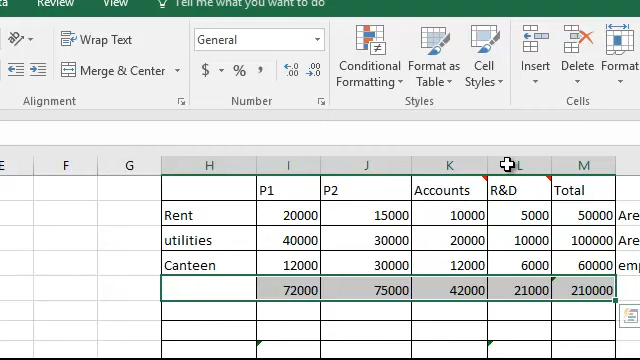 ta Review View Tell me what you want to do
Wrap Text General
Merge & Center $ % , .0 .00 Conditional Format as Cell Insert Delete Format
Formatting Table Styles
Alignment Number Styles Cells
E F G H I J K L M
P1 P2 Accounts R&D Total
Rent 20000 15000 10000 5000 50000 Are
utilities 40000 30000 20000 10000 100000 Are
Canteen 12000 30000 12000 6000 60000 emp
72000 75000 42000 21000 210000